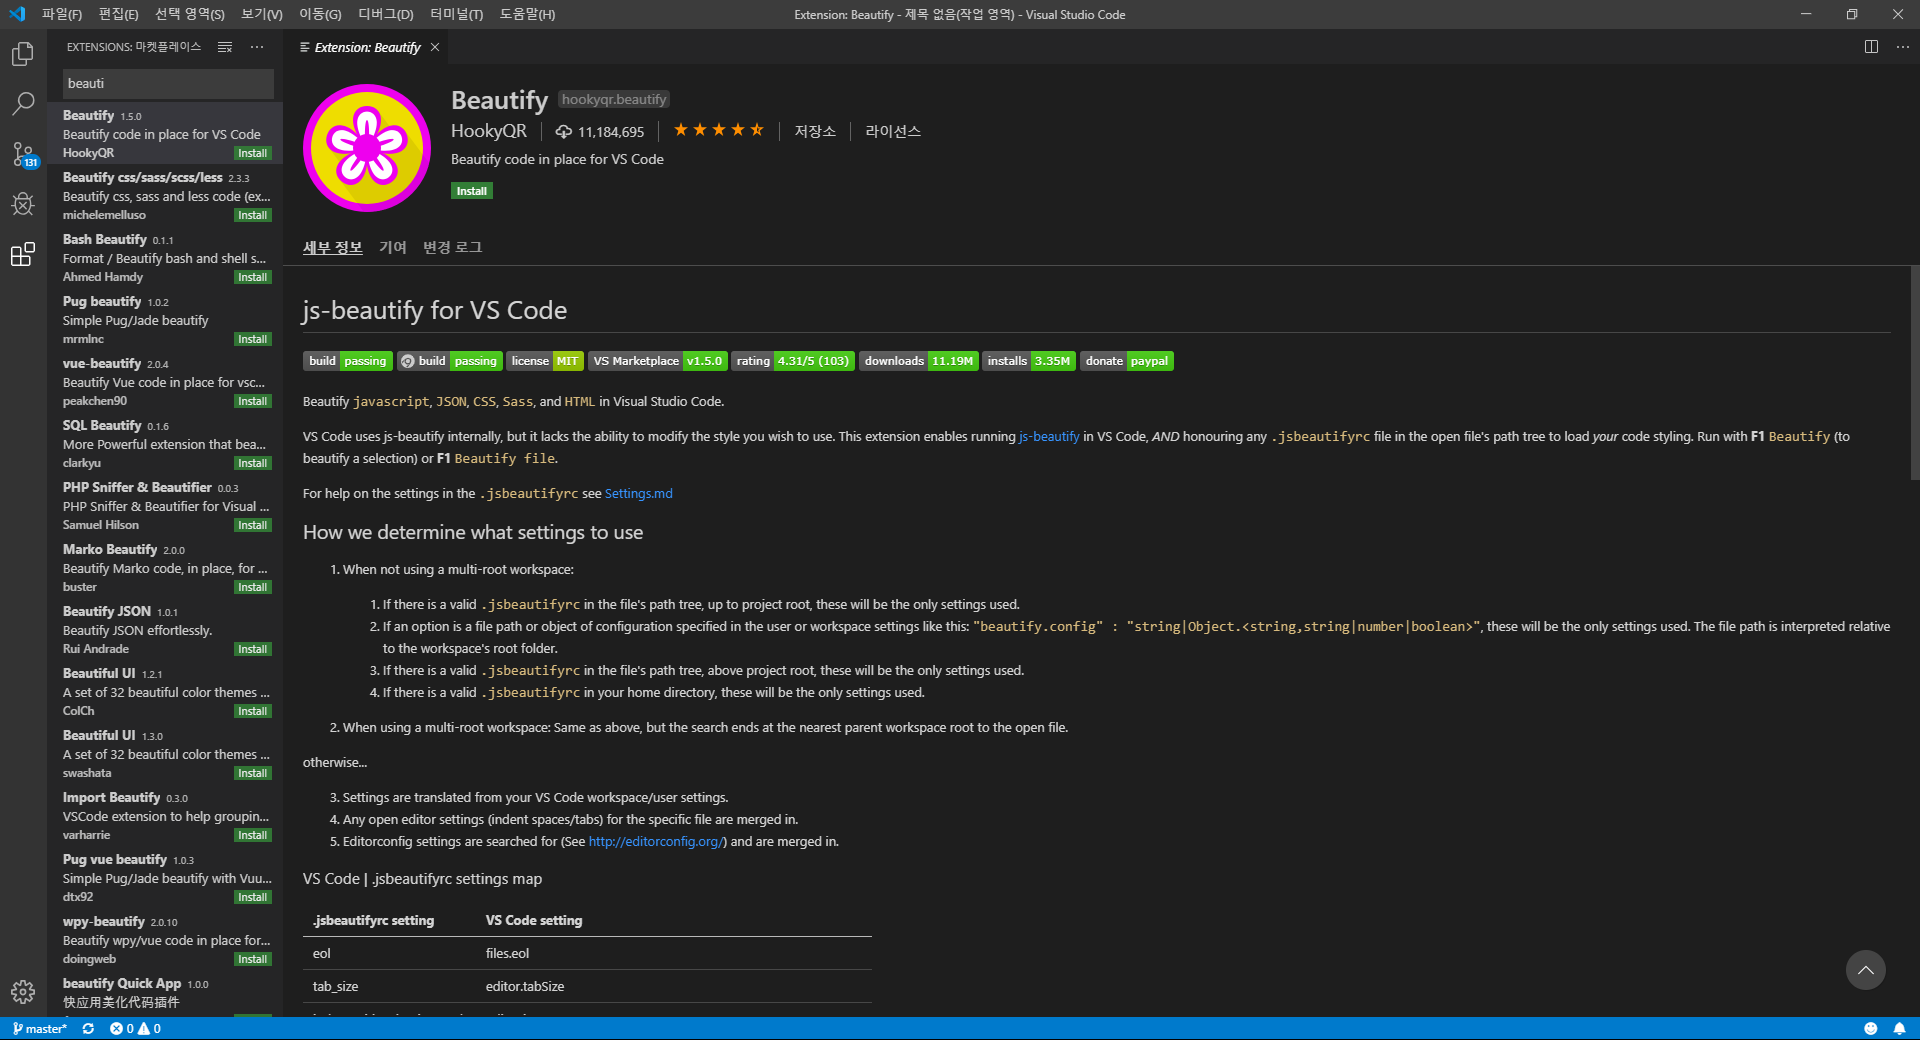 파일(F) 편집(E) 선택 영역(S) 보기(V) 이동(G) 디버그(D) 터미널(T) 도움말(H)
Extension: Beautify - 제목 없음(작업 영역) - Visual Studio Code
EXTENSIONS: 마켓플레이스
beauti
131
Beautify 1.5.0
Beautify code in place for VS Code
HookyQR Install
Beautify css/sass/scss/less 2.3.3
Beautify css, sass and less code (ex...
michelemelluso Install
Bash Beautify 0.1.1
Format / Beautify bash and shell s...
Ahmed Hamdy Install
Pug beautify 1.0.2
Simple Pug/Jade beautify
mrmlnc Install
vue-beautify 2.0.4
Beautify Vue code in place for vsc...
peakchen90 Install
SQL Beautify 0.1.6
More Powerful extension that bea...
clarkyu Install
PHP Sniffer & Beautifier 0.0.3
PHP Sniffer & Beautifier for Visual ...
Samuel Hilson Install
Marko Beautify 2.0.0
Beautify Marko code, in place, for ...
buster Install
Beautify JSON 1.0.1
Beautify JSON effortlessly.
Rui Andrade Install
Beautiful UI 1.2.1
A set of 32 beautiful color themes ...
ColCh Install
Beautiful UI 1.3.0
A set of 32 beautiful color themes ...
swashata Install
Import Beautify 0.3.0
VSCode extension to help groupin...
varharrie Install
Pug vue beautify 1.0.3
Simple Pug/Jade beautify with Vuu...
dtx92 Install
wpy-beautify 2.0.10
Beautify wpy/vue code in place for...
doingweb Install
beautify Quick App 1.0.0
快应用美化代码插件
Extension: Beautify
Beautify hookyqr.beautify
HookyQR 11,184,695 저장소 라이선스
Beautify code in place for VS Code
Install
세부 정보 기여 변경 로그
js-beautify for VS Code
build passing build passing license MIT VS Marketplace v1.5.0 rating 4.31/5 (103) downloads 11.19M installs 3.35M donate paypal
Beautify javascript, JSON, CSS, Sass, and HTML in Visual Studio Code.
VS Code uses js-beautify internally, but it lacks the ability to modify the style you wish to use. This extension enables running js-beautify in VS Code, AND honouring any .jsbeautifyrc file in the open file's path tree to load your code styling. Run with F1 Beautify (to
beautify a selection) or F1 Beautify file.
For help on the settings in the .jsbeautifyrc see Settings.md
How we determine what settings to use
1. When not using a multi-root workspace:
1. If there is a valid .jsbeautifyrc in the file's path tree, up to project root, these will be the only settings used.
2. If an option is a file path or object of configuration specified in the user or workspace settings like this: "beautify.config" : "string|Object.<string,string|number|boolean>", these will be the only settings used. The file path is interpreted relative
to the workspace's root folder.
3. If there is a valid .jsbeautifyrc in the file's path tree, above project root, these will be the only settings used.
4. If there is a valid .jsbeautifyrc in your home directory, these will be the only settings used.
2. When using a multi-root workspace: Same as above, but the search ends at the nearest parent workspace root to the open file.
otherwise...
3. Settings are translated from your VS Code workspace/user settings.
4. Any open editor settings (indent spaces/tabs) for the specific file are merged in.
5. Editorconfig settings are searched for (See http://editorconfig.org/) and are merged in.
VS Code | .jsbeautifyrc settings map
.jsbeautifyrc setting VS Code setting
eol files.eol
tab_size editor.tabSize
master* 0 0